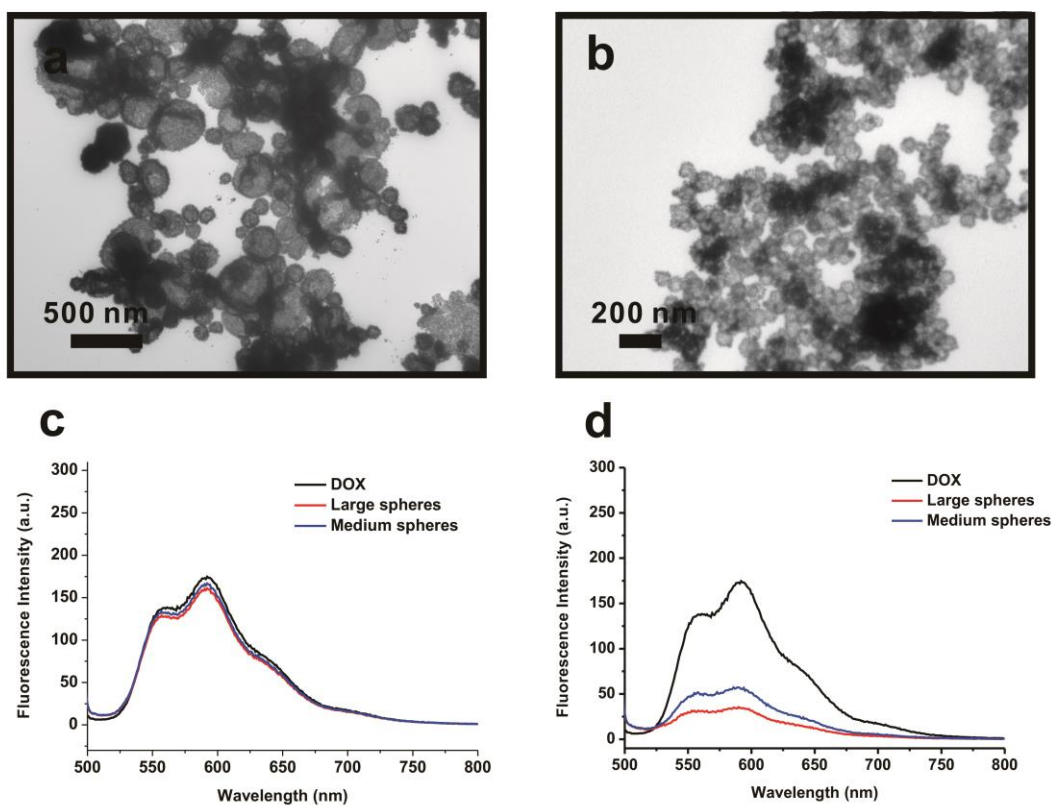 a
500 nm
b
200 nm
c
300
250
200
150
100
50
0
Fluorescence Intensity (a.u.)
DOX
Large spheres
Medium spheres
500 550 600 650 700 750 800
Wavelength (nm)
d
300
250
200
150
100
50
0
Fluorescence Intensity (a.u.)
DOX
Large spheres
Medium spheres
500 550 600 650 700 750 800
Wavelength (nm)